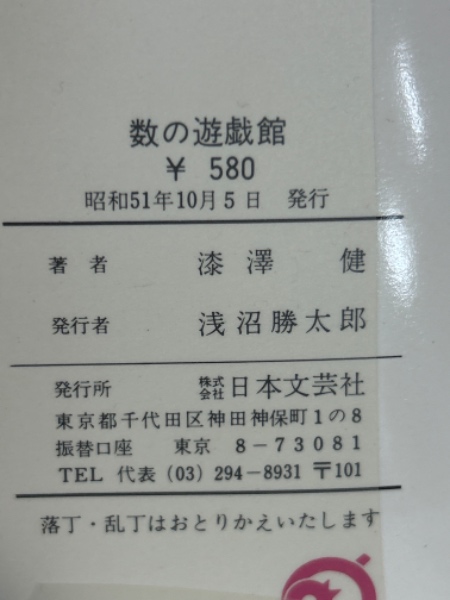 数の遊戯館
¥ 580
昭和51年10月5日 発行
著者 漆澤 健
発行者 浅沼勝太郎
発行所 株式会社日本文芸社
東京都千代田区神田神保町1の8
振替口座 東京 8-73081
TEL 代表(03)294-8931 〒101
落丁・乱丁はおとりかえいたします